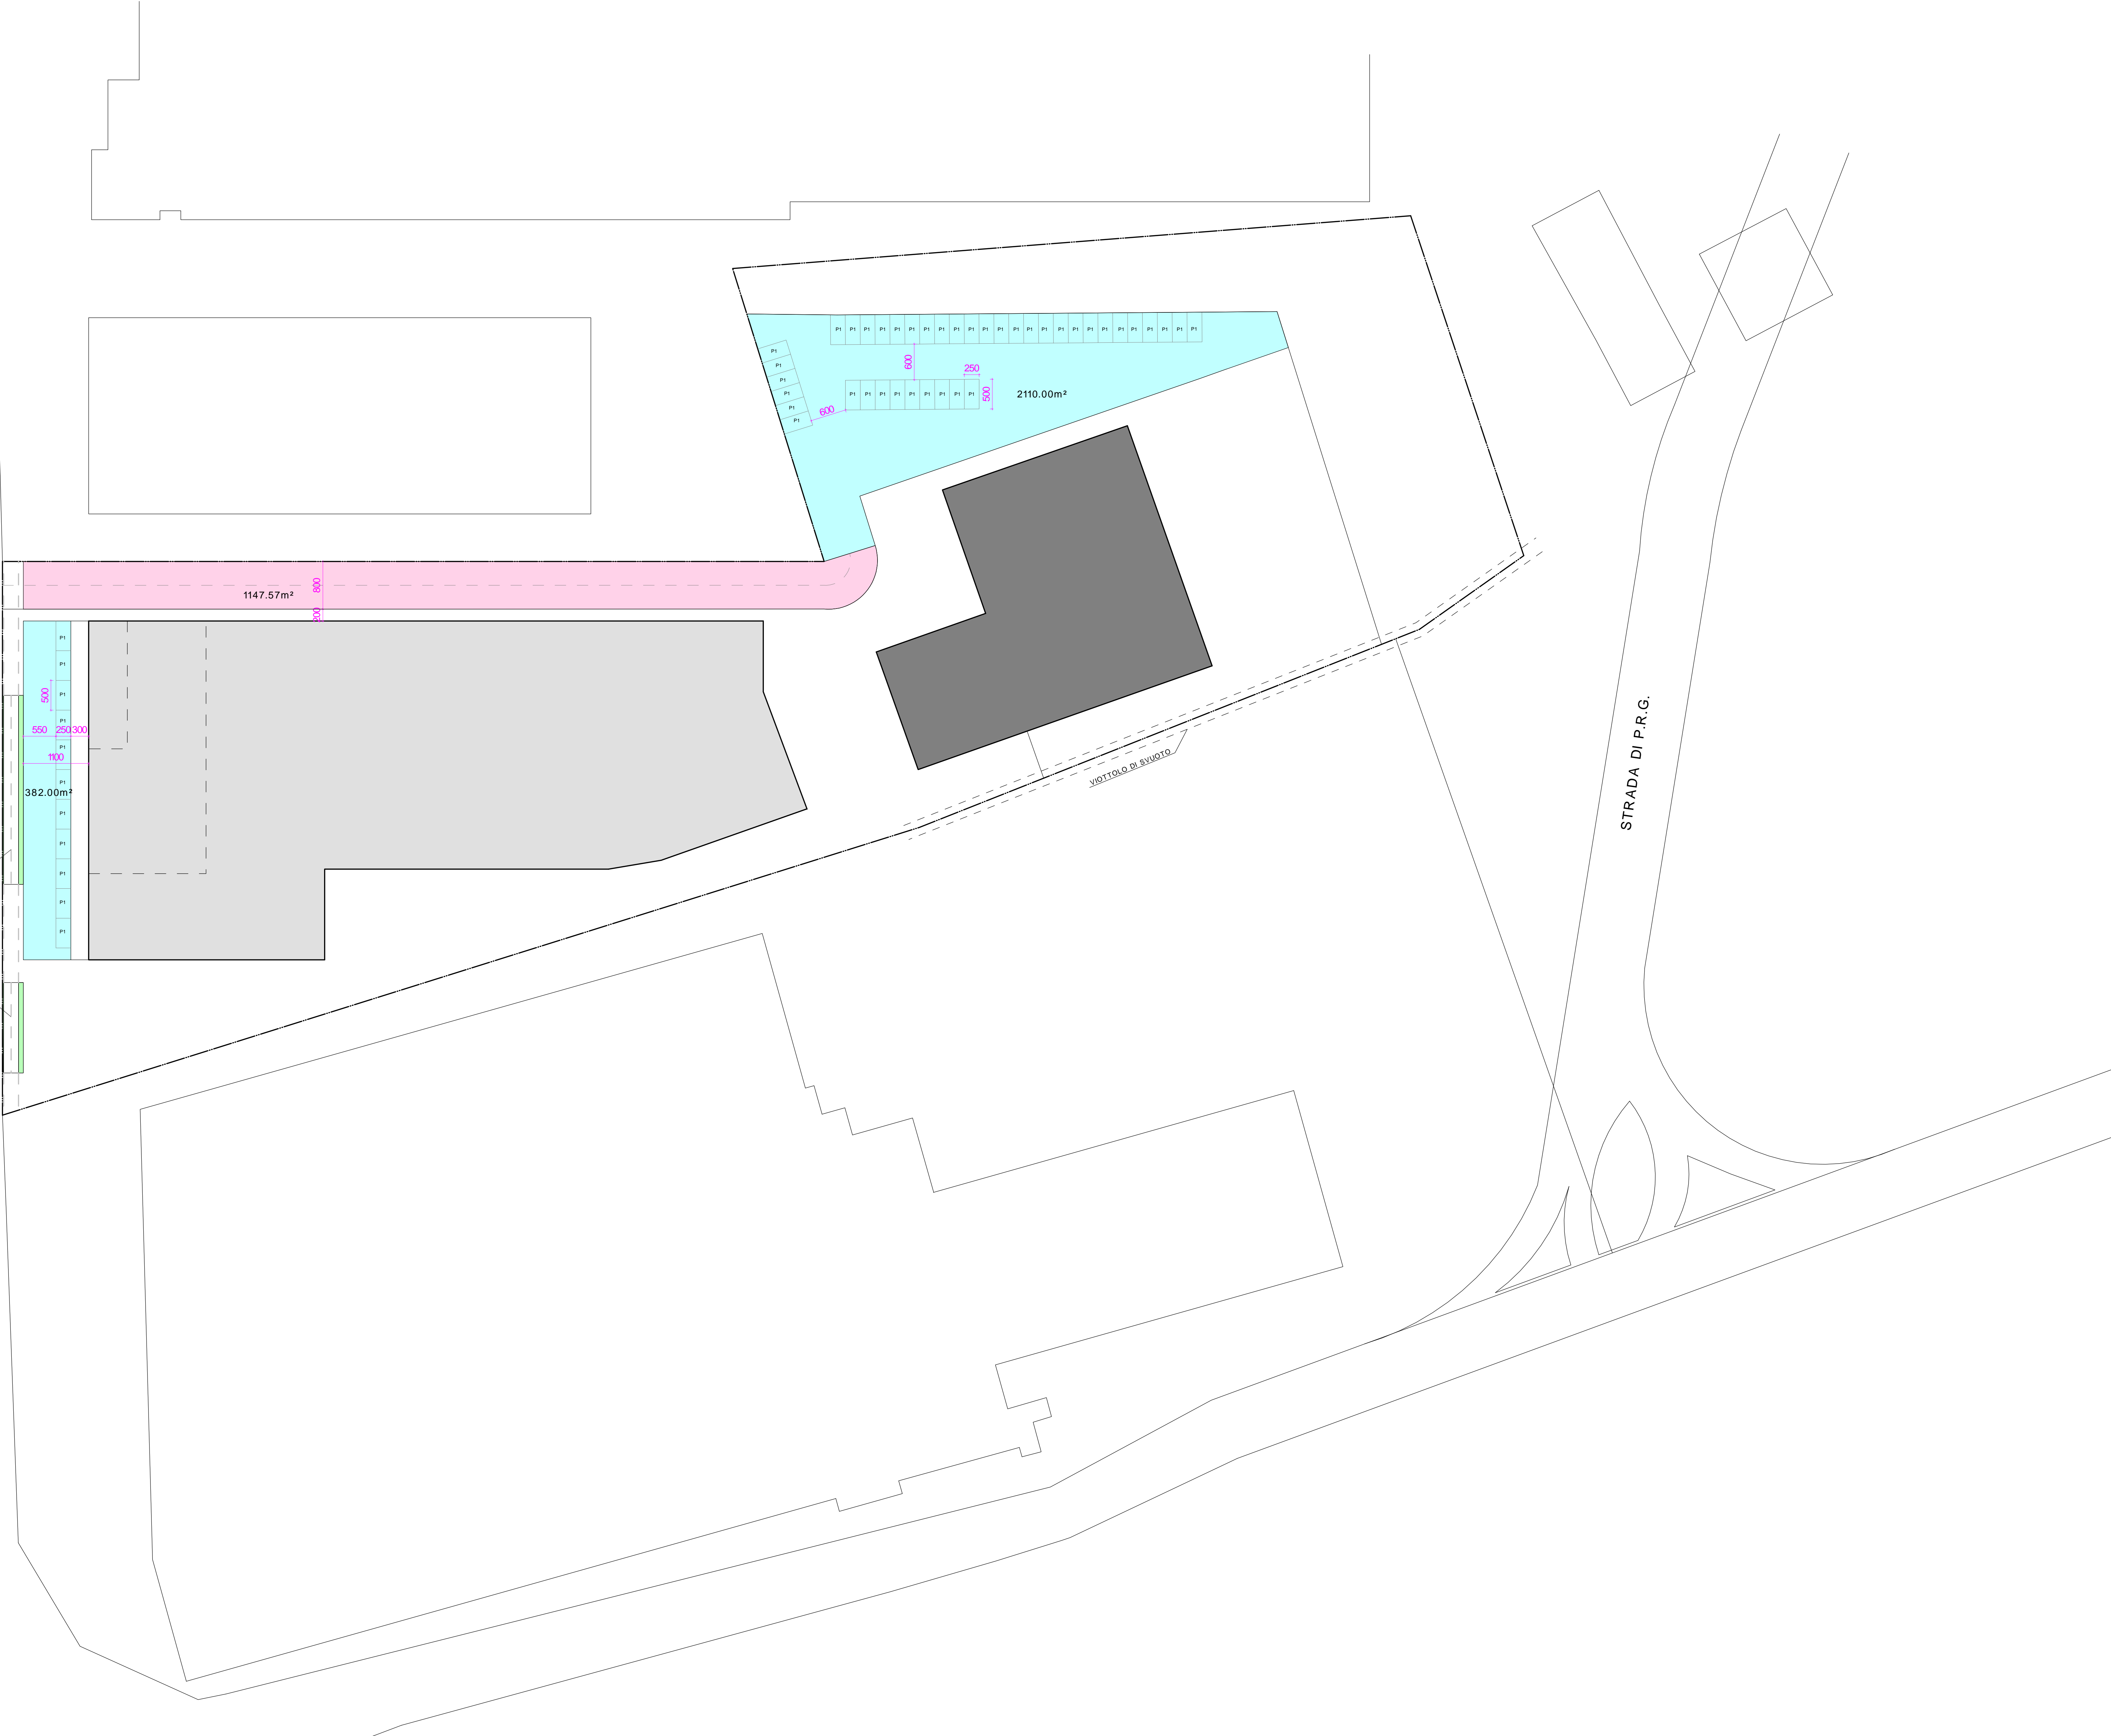 P1 P1 P1 P1 P1 P1 P1 P1 P1 P1 P1 P1 P1 P1 P1 P1 P1 P1 P1 P1 P1 P1 P1 P1 P1
P1
P1
P1
P1
P1
P1
600
250
500
600
P1 P1 P1 P1 P1 P1 P1 P1 P1
2110.00m²
800
1147.57m²
200
P1
P1
P1
500
P1
550 250 300
P1
1100
P1
382.00m²
P1
P1
P1
P1
P1
VIOTTOLO DI SVUOTO
STRADA DI P.R.G.